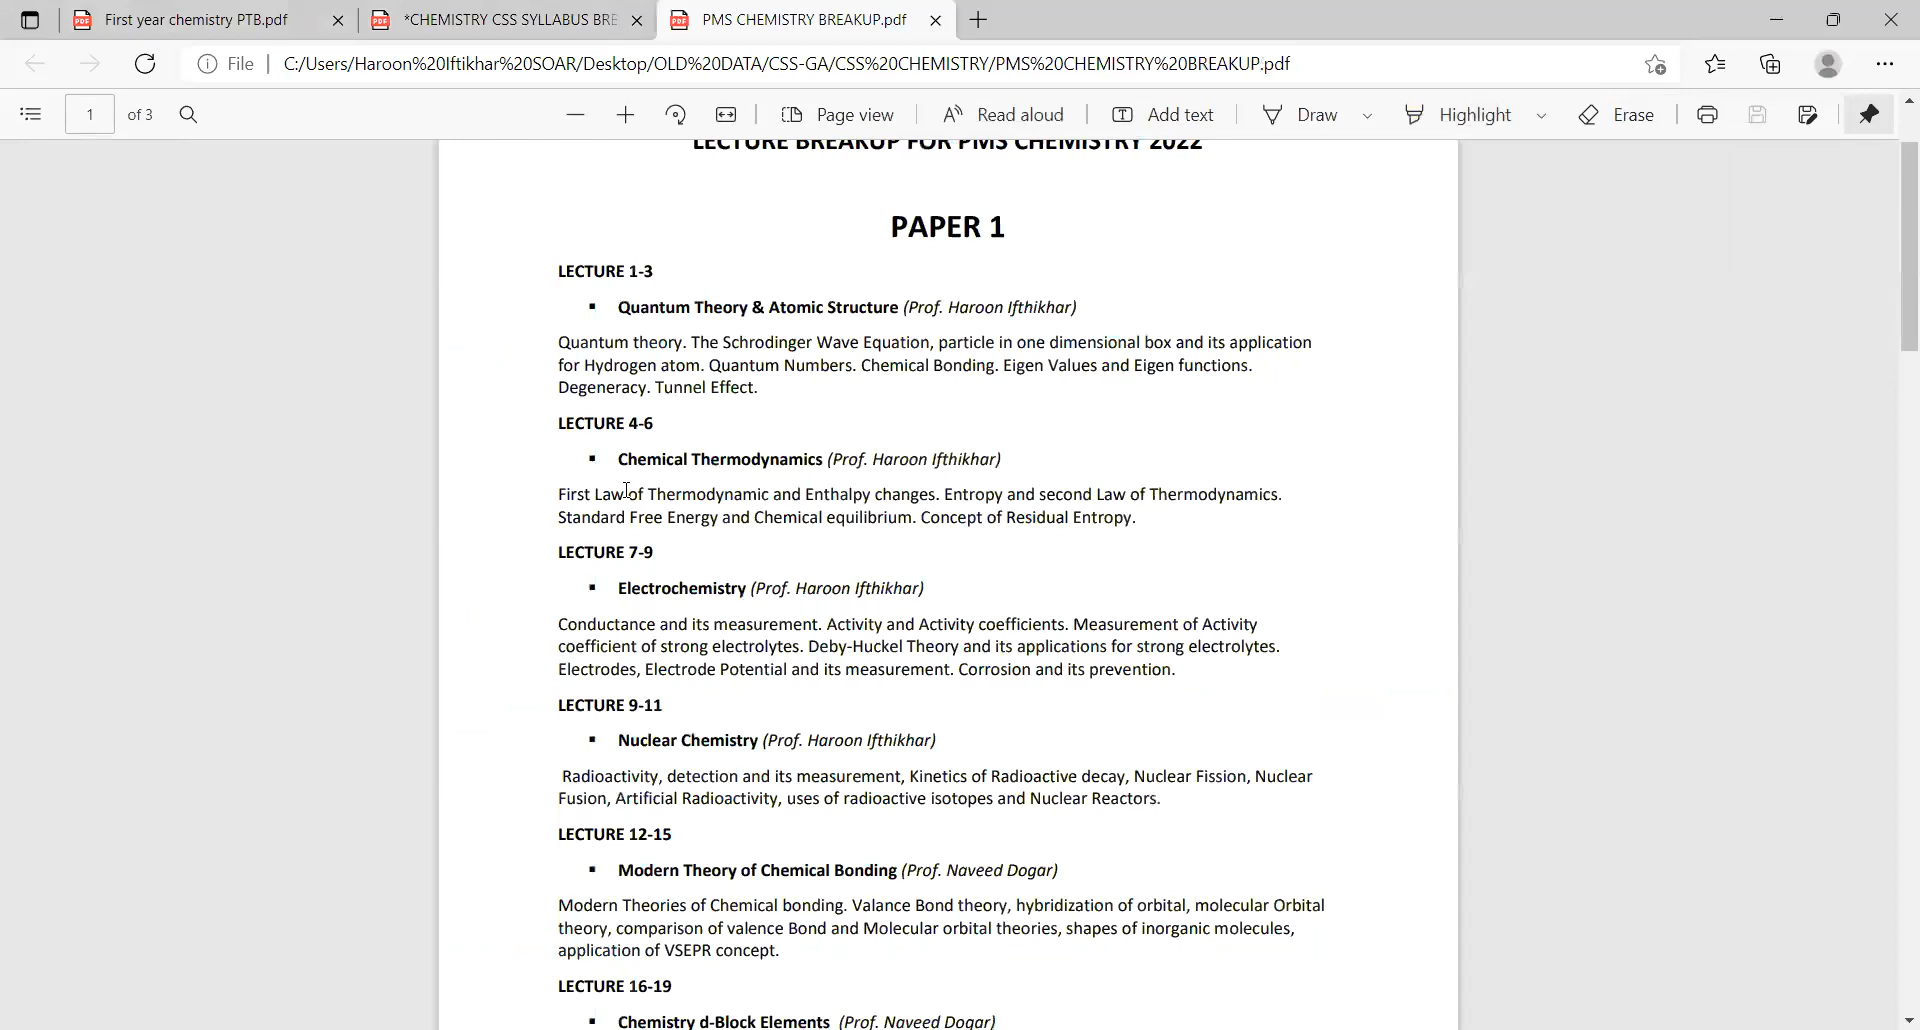 First year chemistry PTB.pdf
*CHEMISTRY CSS SYLLABUS BRE
PMS CHEMISTRY BREAKUP.pdf
File
C:/Users/Haroon%20Iftikhar%20SOAR/Desktop/OLD%20DATA/CSS-GA/CSS%20CHEMISTRY/PMS%20CHEMISTRY%20BREAKUP.pdf
1 of 3
Page view
Read aloud
Add text
Draw
Highlight
Erase
LECTURE BREAKUP FOR PMS CHEMISTRY 2022
PAPER 1
LECTURE 1-3
▪ Quantum Theory & Atomic Structure (Prof. Haroon Ifthikhar)
Quantum theory. The Schrodinger Wave Equation, particle in one dimensional box and its application
for Hydrogen atom. Quantum Numbers. Chemical Bonding. Eigen Values and Eigen functions.
Degeneracy. Tunnel Effect.
LECTURE 4-6
▪ Chemical Thermodynamics (Prof. Haroon Ifthikhar)
First Law of Thermodynamic and Enthalpy changes. Entropy and second Law of Thermodynamics.
Standard Free Energy and Chemical equilibrium. Concept of Residual Entropy.
LECTURE 7-9
▪ Electrochemistry (Prof. Haroon Ifthikhar)
Conductance and its measurement. Activity and Activity coefficients. Measurement of Activity
coefficient of strong electrolytes. Deby-Huckel Theory and its applications for strong electrolytes.
Electrodes, Electrode Potential and its measurement. Corrosion and its prevention.
LECTURE 9-11
▪ Nuclear Chemistry (Prof. Haroon Ifthikhar)
Radioactivity, detection and its measurement, Kinetics of Radioactive decay, Nuclear Fission, Nuclear
Fusion, Artificial Radioactivity, uses of radioactive isotopes and Nuclear Reactors.
LECTURE 12-15
▪ Modern Theory of Chemical Bonding (Prof. Naveed Dogar)
Modern Theories of Chemical bonding. Valance Bond theory, hybridization of orbital, molecular Orbital
theory, comparison of valence Bond and Molecular orbital theories, shapes of inorganic molecules,
application of VSEPR concept.
LECTURE 16-19
▪ Chemistry d-Block Elements (Prof. Naveed Dogar)